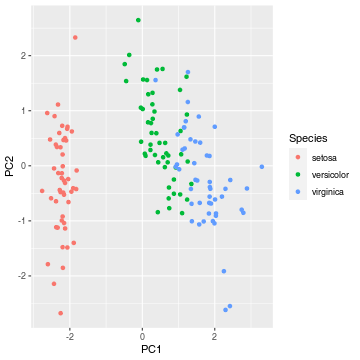 PC2
2
1
0
-1
-2
-2
0
2
PC1
Species
setosa
versicolor
virginica